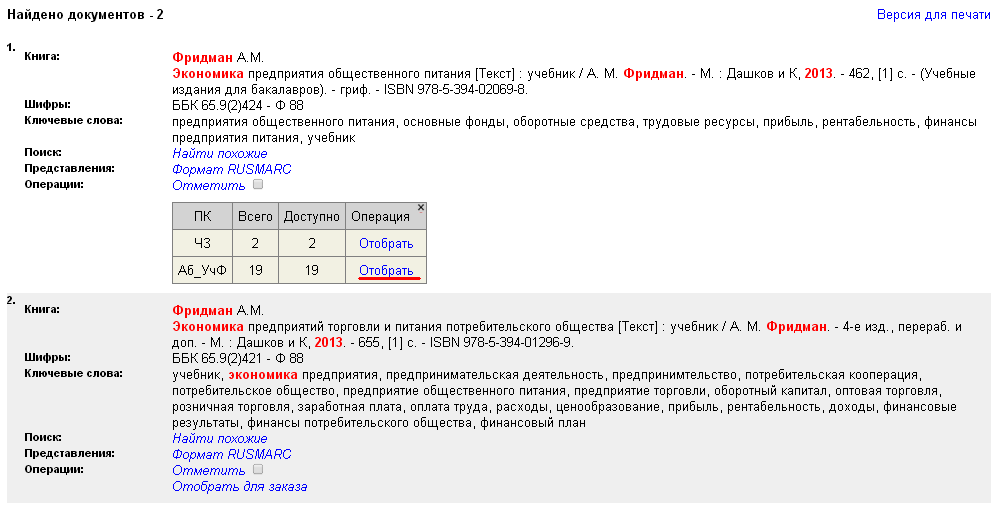 Найдено документов - 2
Версия для печати
1.
Книга:
Фридман А.М.
Экономика предприятия общественного питания [Текст] : учебник / А. М. Фридман. - М. : Дашков и К, 2013. - 462, [1] с. - (Учебные
издания для бакалавров). - гриф. - ISBN 978-5-394-02069-8.
Шифры: ББК 65.9(2)424 - Ф 88
Ключевые слова: предприятия общественного питания, основные фонды, оборотные средства, трудовые ресурсы, прибыль, рентабельность, финансы
предприятия питания, учебник
Поиск: Найти похожие
Представления: Формат RUSMARC
Операции: Отметить
ПК Всего Доступно Операция ×
ЧЗ 2 2 Отобрать
Аб_УчФ 19 19 Отобрать
2.
Книга:
Фридман А.М.
Экономика предприятий торговли и питания потребительского общества [Текст] : учебник / А. М. Фридман. - 4-е изд., перераб. и
доп. - М. : Дашков и К, 2013. - 655, [1] с. - ISBN 978-5-394-01296-9.
Шифры: ББК 65.9(2)421 - Ф 88
Ключевые слова: учебник, экономика предприятия, предпринимательская деятельность, предпринимтельство, потребительская кооперация,
потребительское общество, предприятие общественного питания, предприятие торговли, оборотный капитал, оптовая торговля,
розничная торговля, заработная плата, оплата труда, расходы, ценообразование, прибыль, рентабельность, доходы, финансовые
результаты, финансы потребительского общества, финансовый план
Поиск: Найти похожие
Представления: Формат RUSMARC
Операции: Отметить
Отобрать для заказа